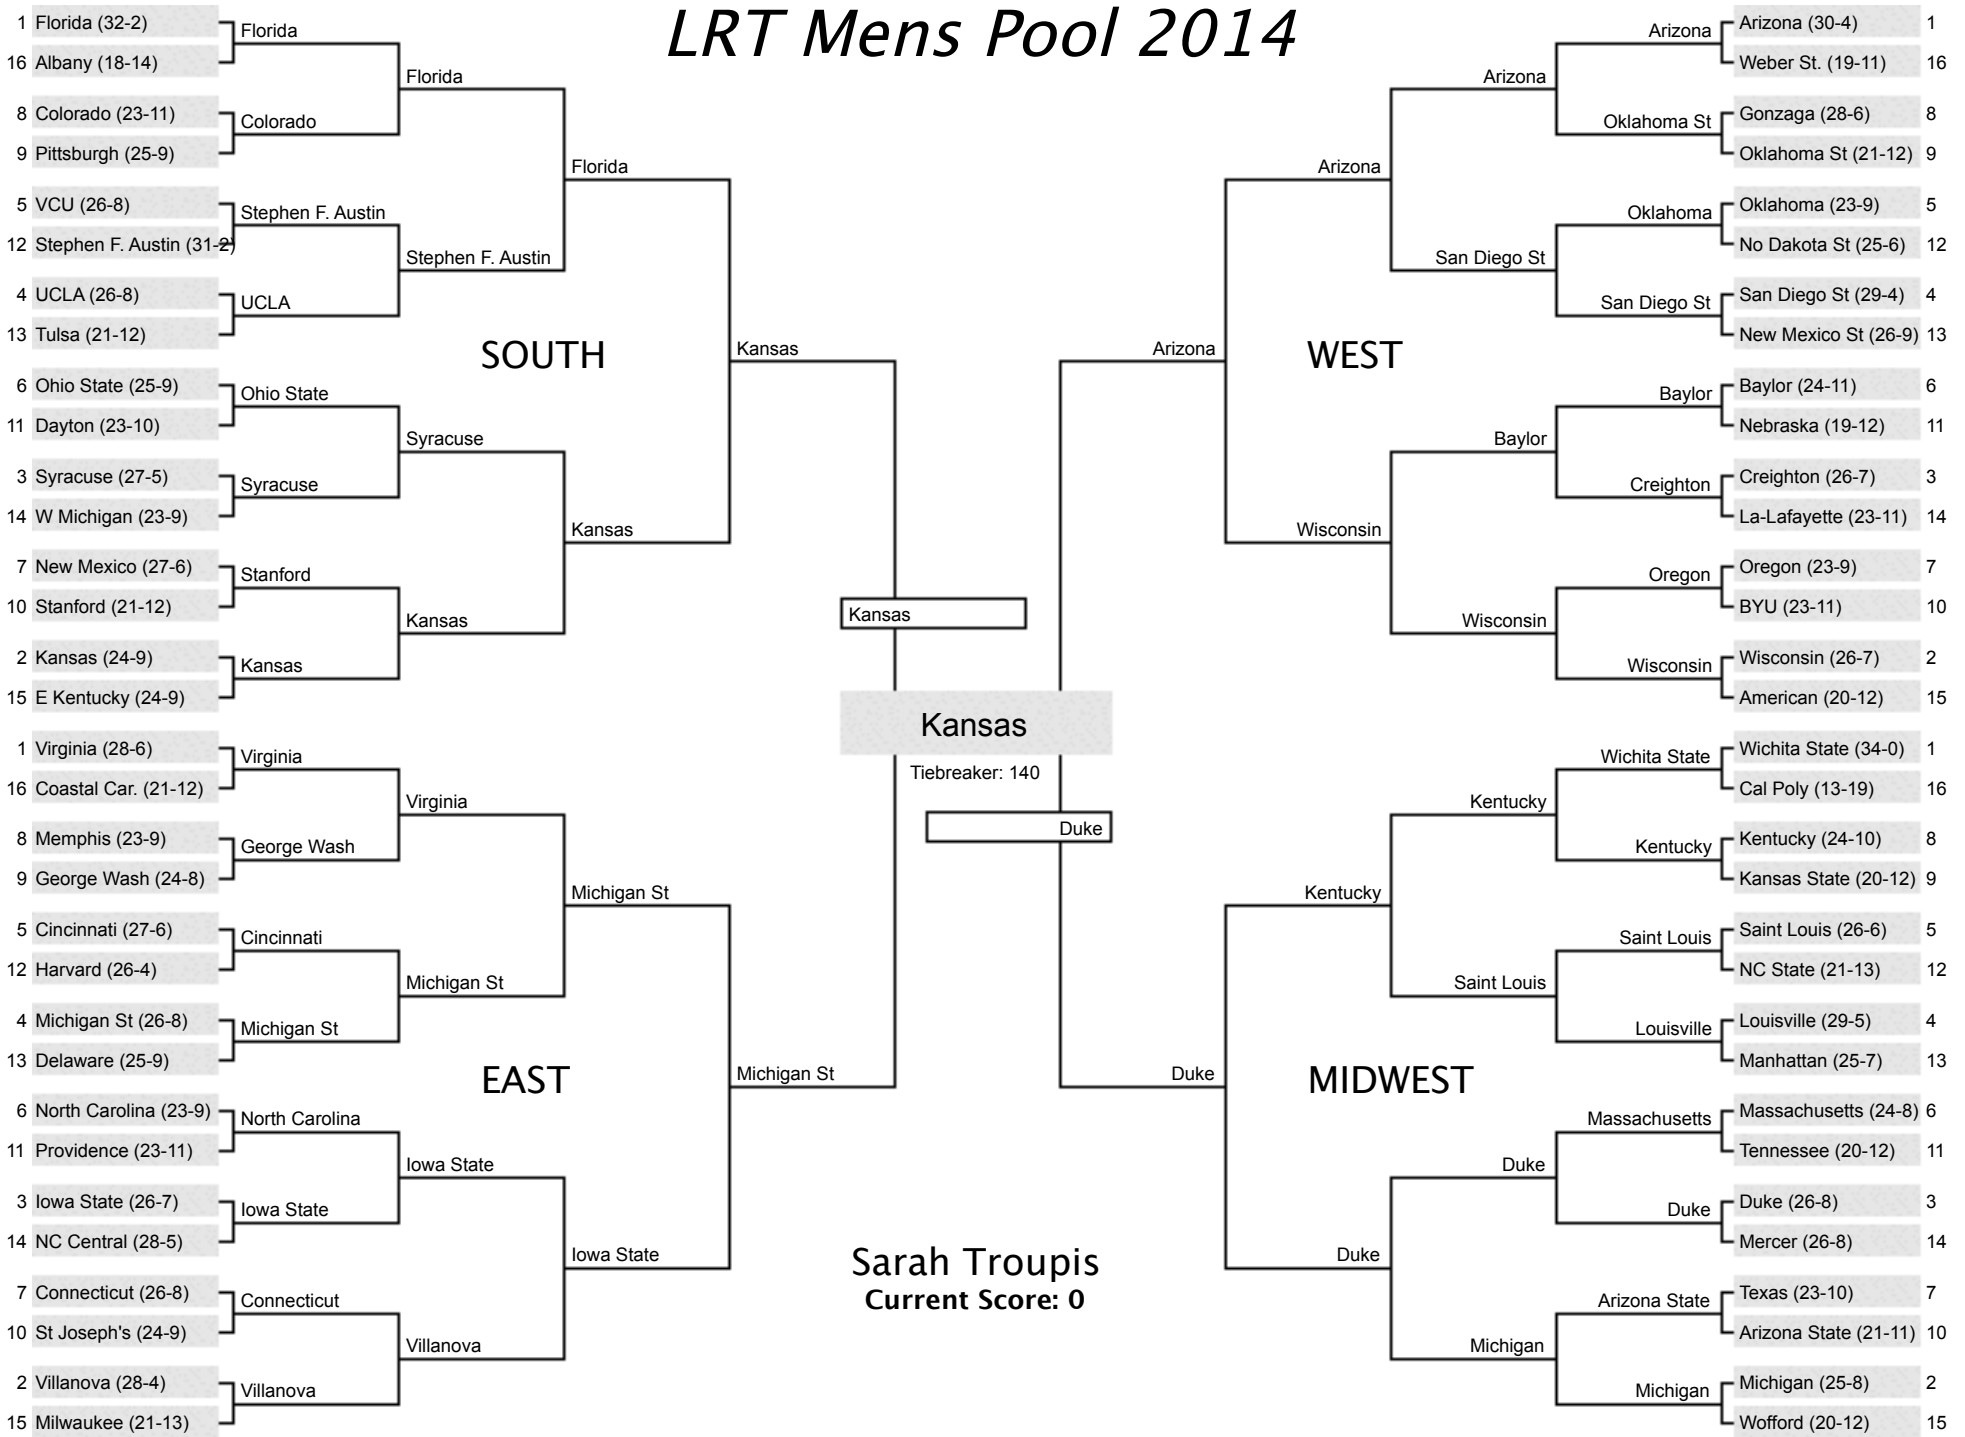 LRT Mens Pool 2014
1 Florida (32-2)
16 Albany (18-14)
8 Colorado (23-11)
9 Pittsburgh (25-9)
5 VCU (26-8)
12 Stephen F. Austin (31-2)
4 UCLA (26-8)
13 Tulsa (21-12)
6 Ohio State (25-9)
11 Dayton (23-10)
3 Syracuse (27-5)
14 W Michigan (23-9)
7 New Mexico (27-6)
10 Stanford (21-12)
2 Kansas (24-9)
15 E Kentucky (24-9)
Florida
Colorado
Stephen F. Austin
UCLA
Ohio State
Syracuse
Stanford
Kansas
Florida
Stephen F. Austin
Syracuse
Kansas
Florida
Kansas
SOUTH
Kansas
1 Virginia (28-6)
16 Coastal Car. (21-12)
8 Memphis (23-9)
9 George Wash (24-8)
5 Cincinnati (27-6)
12 Harvard (26-4)
4 Michigan St (26-8)
13 Delaware (25-9)
6 North Carolina (23-9)
11 Providence (23-11)
3 Iowa State (26-7)
14 NC Central (28-5)
7 Connecticut (26-8)
10 St Joseph's (24-9)
2 Villanova (28-4)
15 Milwaukee (21-13)
Virginia
George Wash
Cincinnati
Michigan St
North Carolina
Iowa State
Connecticut
Villanova
Virginia
Michigan St
Iowa State
Villanova
Michigan St
Iowa State
EAST
Michigan St
Kansas
Kansas
Tiebreaker: 140
Duke
Sarah Troupis
Current Score: 0
Arizona
WEST
Arizona
Wisconsin
Arizona
San Diego St
Baylor
Wisconsin
Arizona
Oklahoma St
Oklahoma
San Diego St
Baylor
Creighton
Oregon
Wisconsin
Arizona (30-4) 1
Weber St. (19-11) 16
Gonzaga (28-6) 8
Oklahoma St (21-12) 9
Oklahoma (23-9) 5
No Dakota St (25-6) 12
San Diego St (29-4) 4
New Mexico St (26-9) 13
Baylor (24-11) 6
Nebraska (19-12) 11
Creighton (26-7) 3
La-Lafayette (23-11) 14
Oregon (23-9) 7
BYU (23-11) 10
Wisconsin (26-7) 2
American (20-12) 15
Duke
MIDWEST
Kentucky
Duke
Kentucky
Saint Louis
Duke
Michigan
Wichita State
Kentucky
Saint Louis
Louisville
Massachusetts
Duke
Arizona State
Michigan
Wichita State (34-0) 1
Cal Poly (13-19) 16
Kentucky (24-10) 8
Kansas State (20-12) 9
Saint Louis (26-6) 5
NC State (21-13) 12
Louisville (29-5) 4
Manhattan (25-7) 13
Massachusetts (24-8) 6
Tennessee (20-12) 11
Duke (26-8) 3
Mercer (26-8) 14
Texas (23-10) 7
Arizona State (21-11) 10
Michigan (25-8) 2
Wofford (20-12) 15